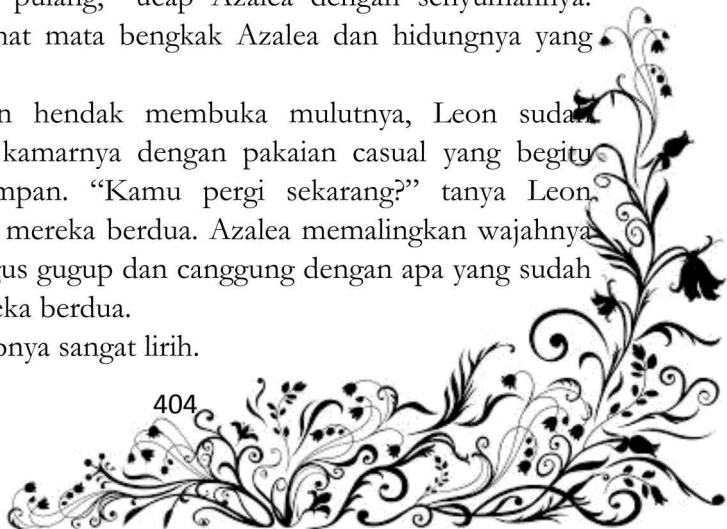 pulang,” ucap Azalea dengan senyumannya.
hat mata bengkak Azalea dan hidungnya yang
n hendak membuka mulutnya, Leon sudah
kamarnya dengan pakaian casual yang begitu
mpan. “Kamu pergi sekarang?” tanya Leon
mereka berdua. Azalea memalingkan wajahnya
gus gugup dan canggung dengan apa yang sudah
eka berdua.
bnya sangat lirih.
404